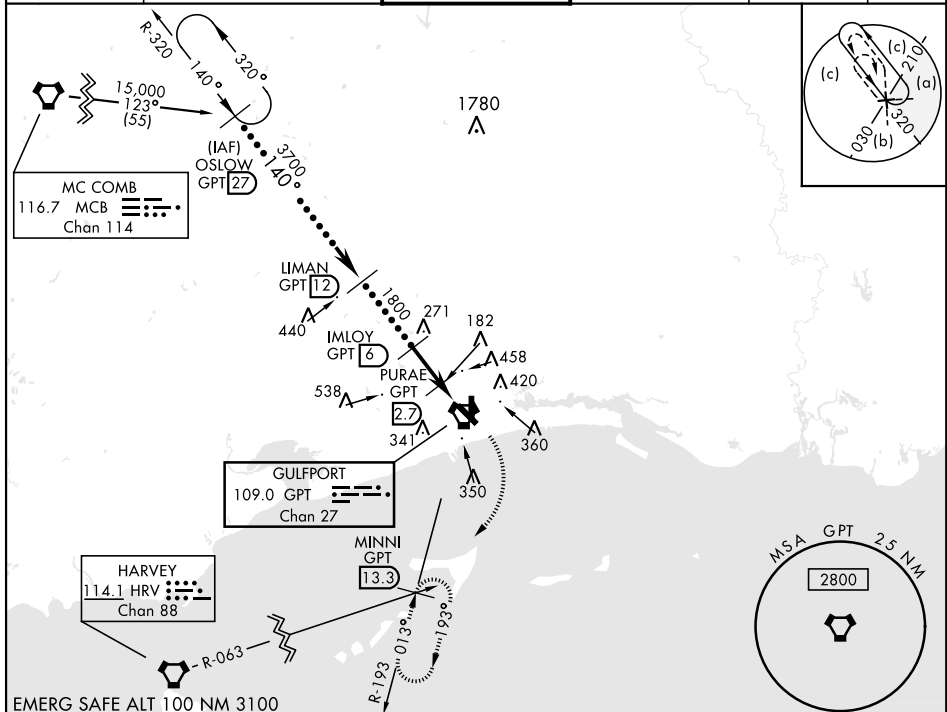 R-320
140°
320°
15,000
123°
(55)
(IAF)
OSLOW
GPT 27
3700
140°
1780
(c)
(c)
210
(a)
320
(b)
030
MC COMB
116.7 MCB
Chan 114
LIMAN
GPT 12
1800
440
271
182
IMLOY
GPT 6
458
PURAE
GPT
2.7
420
538
341
360
350
GULFPORT
109.0 GPT
Chan 27
MINNI
GPT
13.3
HARVEY
114.1 HRV
Chan 88
R-063
013°
193°
R-193
MSA GPT 25 NM
2800
EMERG SAFE ALT 100 NM 3100